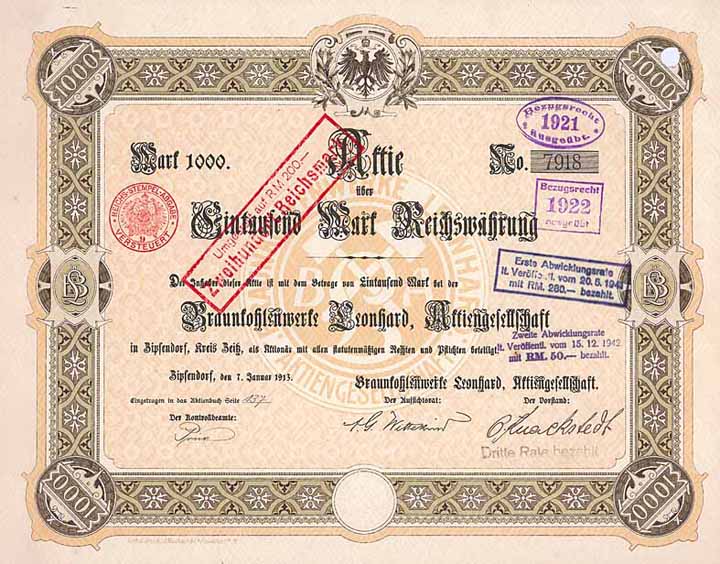 1000
1000
Bezugsrecht
1921
Ausgeübt.
Mark 1000.
Aktie
No. 7918
über
Bezugsrecht
1922
ausgeübt
REICHS-STEMPEL-ABGABE
VERSTEUERT
Eintausend Mark Reichswährung
auf RM 200.—
Zweihundert Reichsmark
Erste Abwicklungsrate
lt. Veröffentl. vom 20.6.1942
mit RM. 280.— bezahlt.
Der Inhaber dieser Aktie ist mit dem Betrage von Eintausend Mark bei der
Braunkohlenwerke Leonhard, Aktiengesellschaft
Zweite Abwicklungsrate
lt. Veröffentl. vom 15.12.1942
mit RM. 50.— bezahlt.
in Zipsendorf, Kreis Zeitz, als Aktionär mit allen statutenmäßigen Rechten und Pflichten beteiligt.
Zipsendorf, den 7. Januar 1913.
Braunkohlenwerke Leonhard, Aktiengesellschaft.
Eingetragen in das Aktienbuch Seite 137
Der Aufsichtsrat:
Der Vorstand:
Der Kontrollbeamte:
Dritte Rate bezahlt
1000
1000